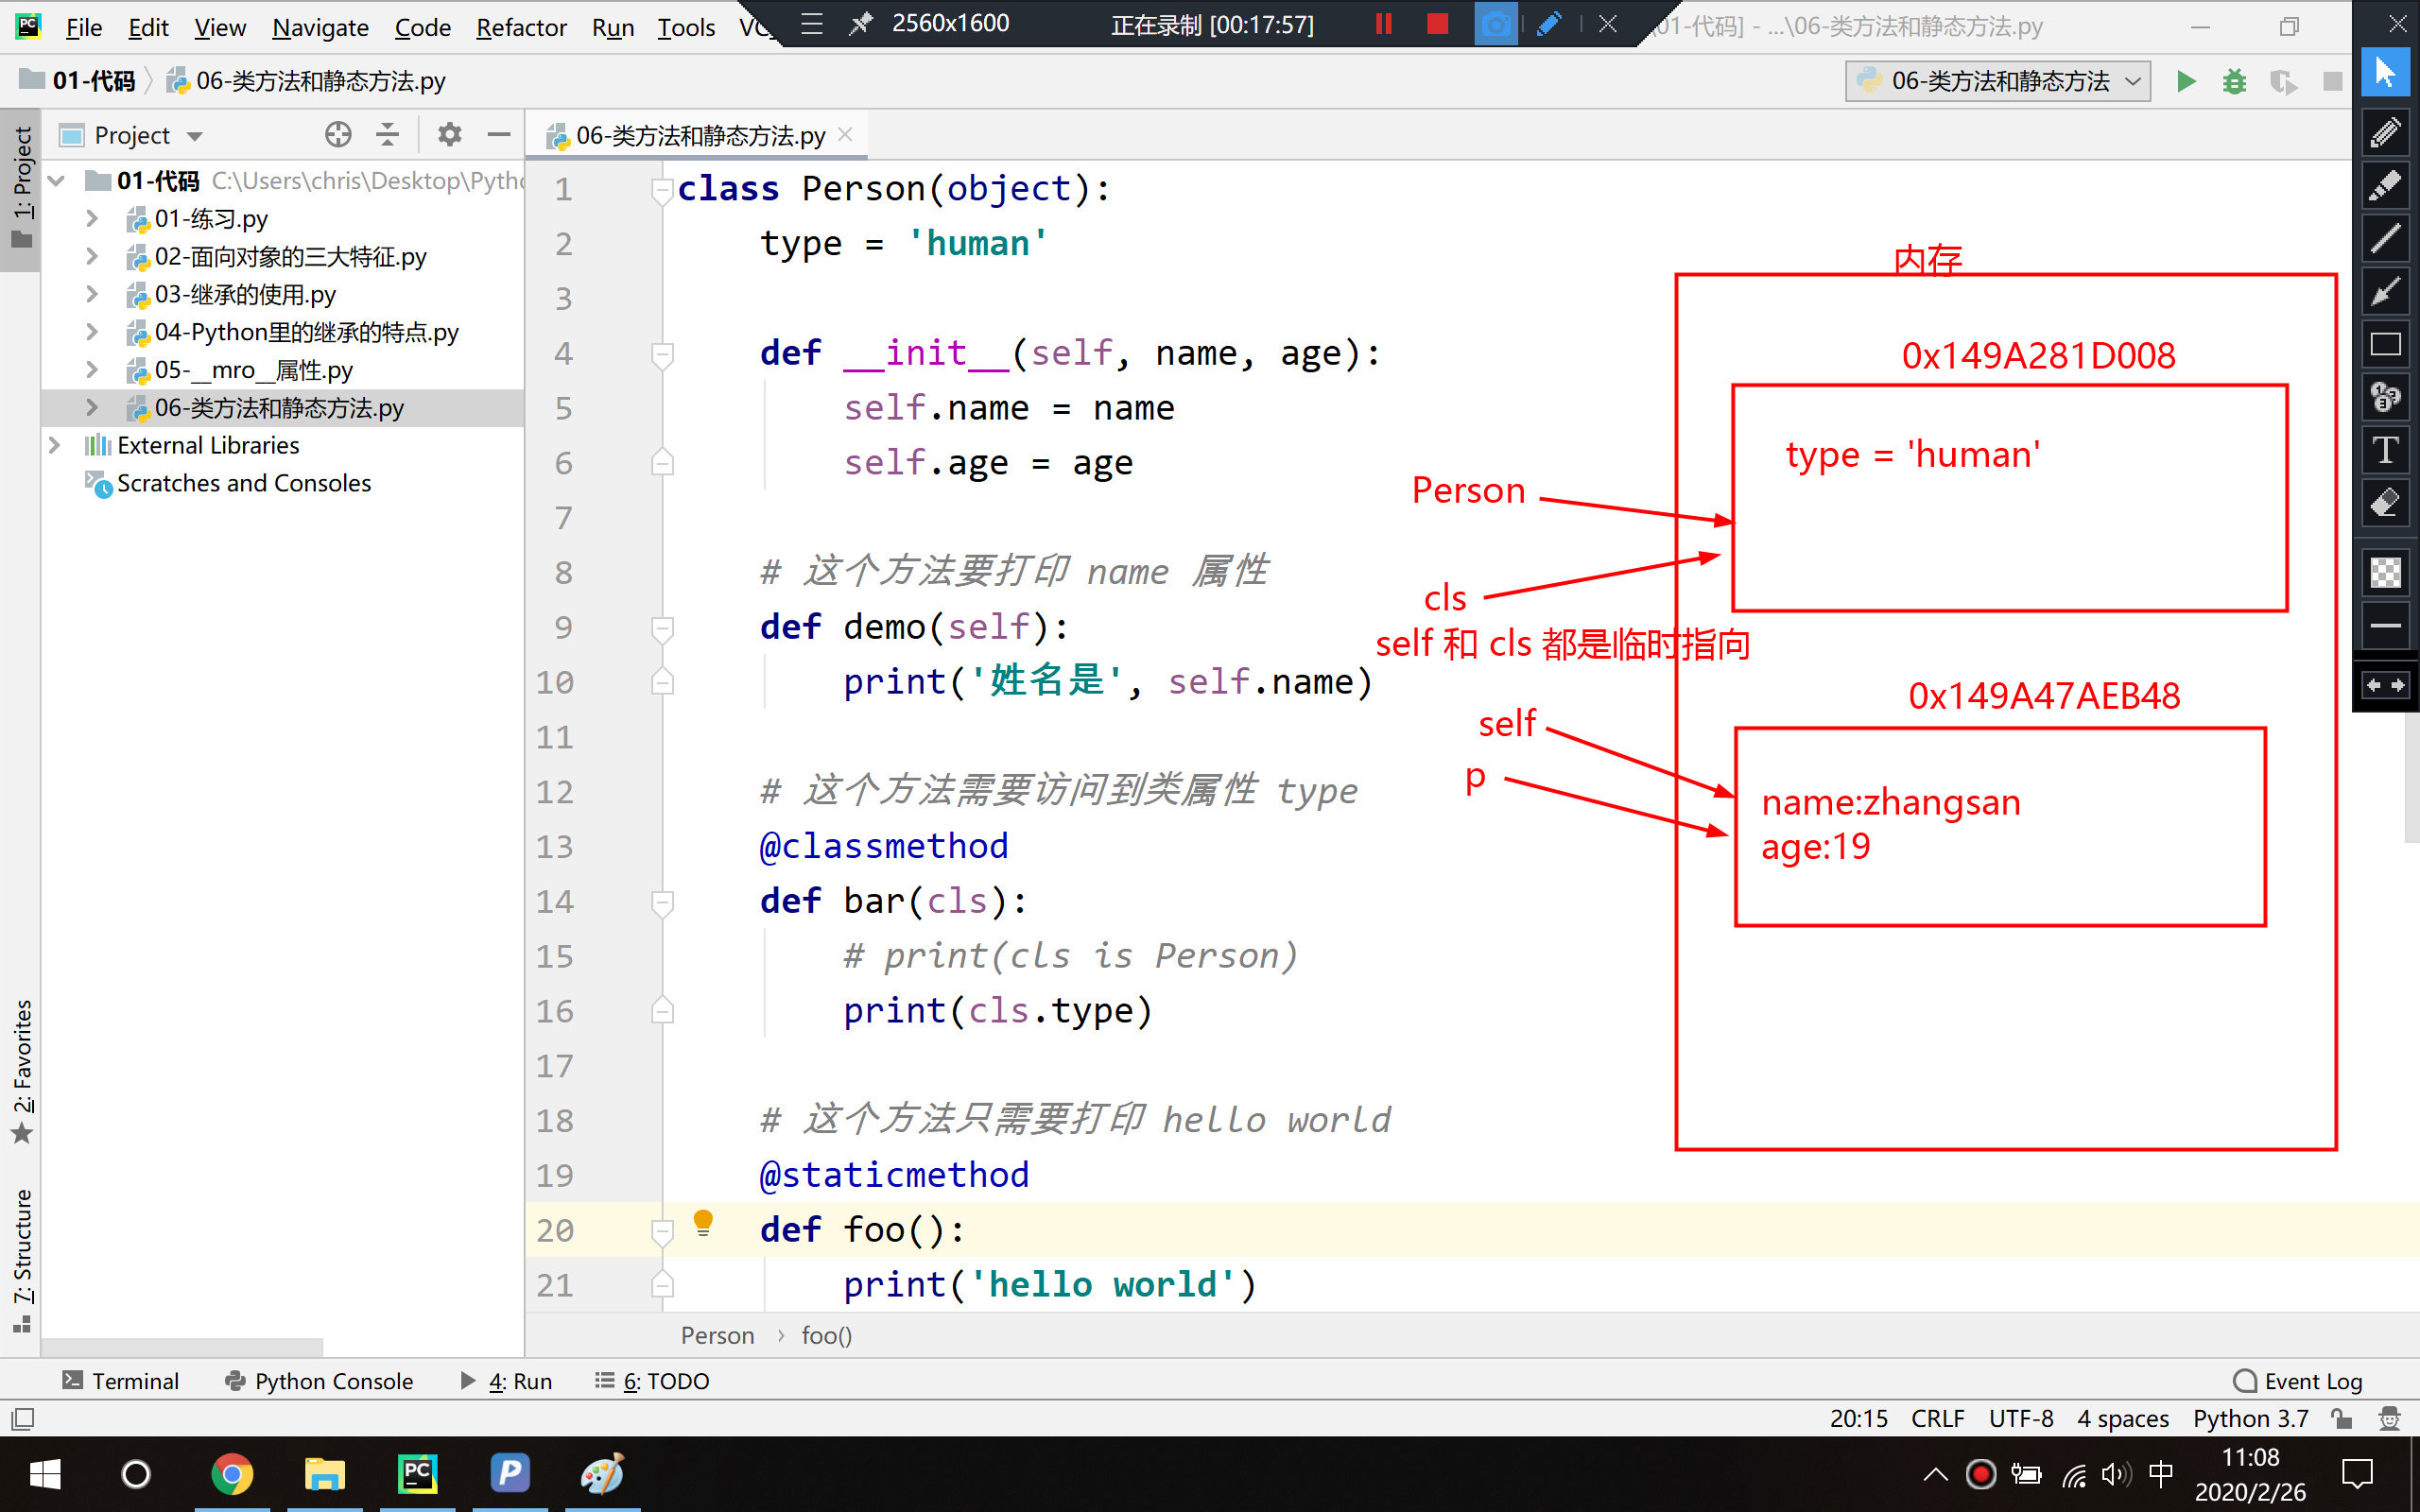 File Edit View Navigate Code Refactor Run Tools
2560x1600 正在录制 [00:17:57]
01-代码] - ...\06-类方法和静态方法.py
01-代码 06-类方法和静态方法.py
06-类方法和静态方法
1: Project
Project
06-类方法和静态方法.py
01-代码 C:\Users\chris\Desktop\Pytho
01-练习.py
02-面向对象的三大特征.py
03-继承的使用.py
04-Python里的继承的特点.py
05-__mro__属性.py
06-类方法和静态方法.py
External Libraries
Scratches and Consoles
2: Favorites
7: Structure
1 class Person(object):
2 type = 'human'
3
4 def __init__(self, name, age):
5 self.name = name
6 self.age = age
7
8 # 这个方法要打印 name 属性
9 def demo(self):
10 print('姓名是', self.name)
11
12 # 这个方法需要访问到类属性 type
13 @classmethod
14 def bar(cls):
15 # print(cls is Person)
16 print(cls.type)
17
18 # 这个方法只需要打印 hello world
19 @staticmethod
20 def foo():
21 print('hello world')
内存
0x149A281D008
type = 'human'
Person
cls
self 和 cls 都是临时指向
0x149A47AEB48
self
p
name:zhangsan
age:19
Person › foo()
Terminal Python Console 4: Run 6: TODO Event Log
20:15 CRLF UTF-8 4 spaces Python 3.7
中 11:08
2020/2/26